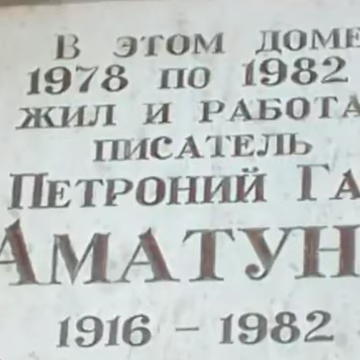 В ЭТОМ ДОМЕ
1978 ПО 1982
ЖИЛ И РАБОТА
ПИСАТЕЛЬ
ПЕТРОНИЙ ГА
АМАТУН
1916 – 1982